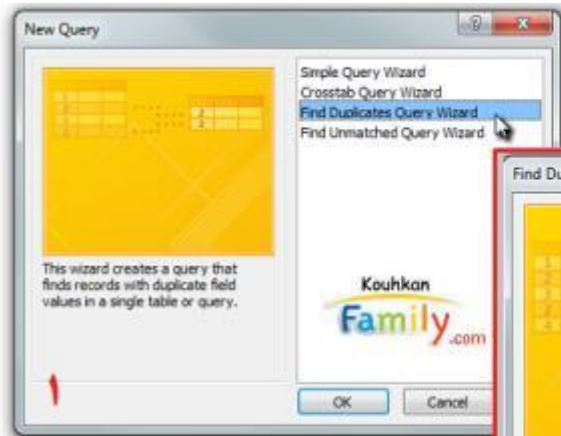 New Query
Simple Query Wizard
Crosstab Query Wizard
Find Duplicates Query Wizard
Find Unmatched Query Wizard
Find Du
This wizard creates a query that
finds records with duplicate field
values in a single table or query.
Kouhkan
Family.com
۱
OK
Cancel